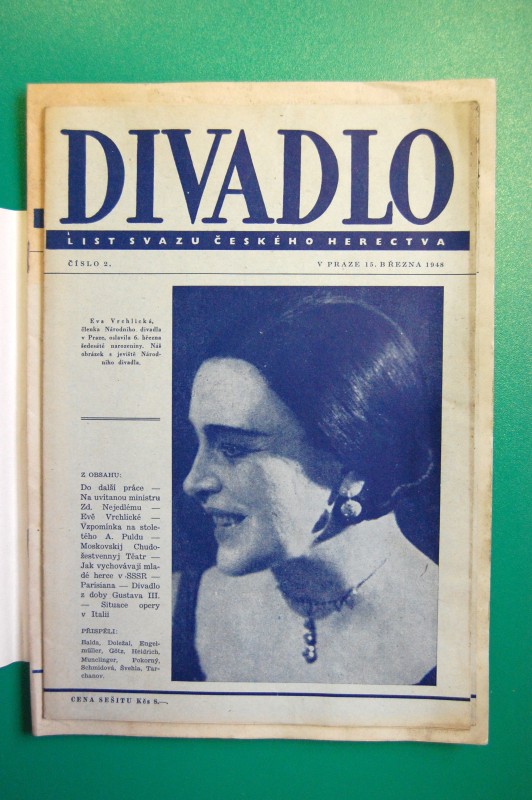 DIVADLO
LIST SVAZU ČESKÉHO HERECTVA
ČÍSLO 2.
V PRAZE 15. BŘEZNA 1948
Eva Vrchlická,
členka Národního divadla
v Praze, oslavila 6. března
šedesáté narozeniny. Náš
obrázek s jeviště Národ-
ního divadla.
Z OBSAHU:
Do další práce —
Na uvítanou ministru
Zd. Nejedlému —
Evě Vrchlické —
Vzpomínka na stole-
tého A. Puldu —
Moskovskij Chudo-
žestvennyj Těatr —
Jak vychovávají mla-
dé herce v SSSR —
Parisiana — Divadlo
z doby Gustava III.
— Situace opery
v Italii
PŘISPĚLI:
Balda, Doležal, Engel-
müller, Götz, Heidrich,
Munclinger, Pokorný,
Schmidová, Švehla, Tar-
chanov.
CENA SEŠITU Kčs 8.—.